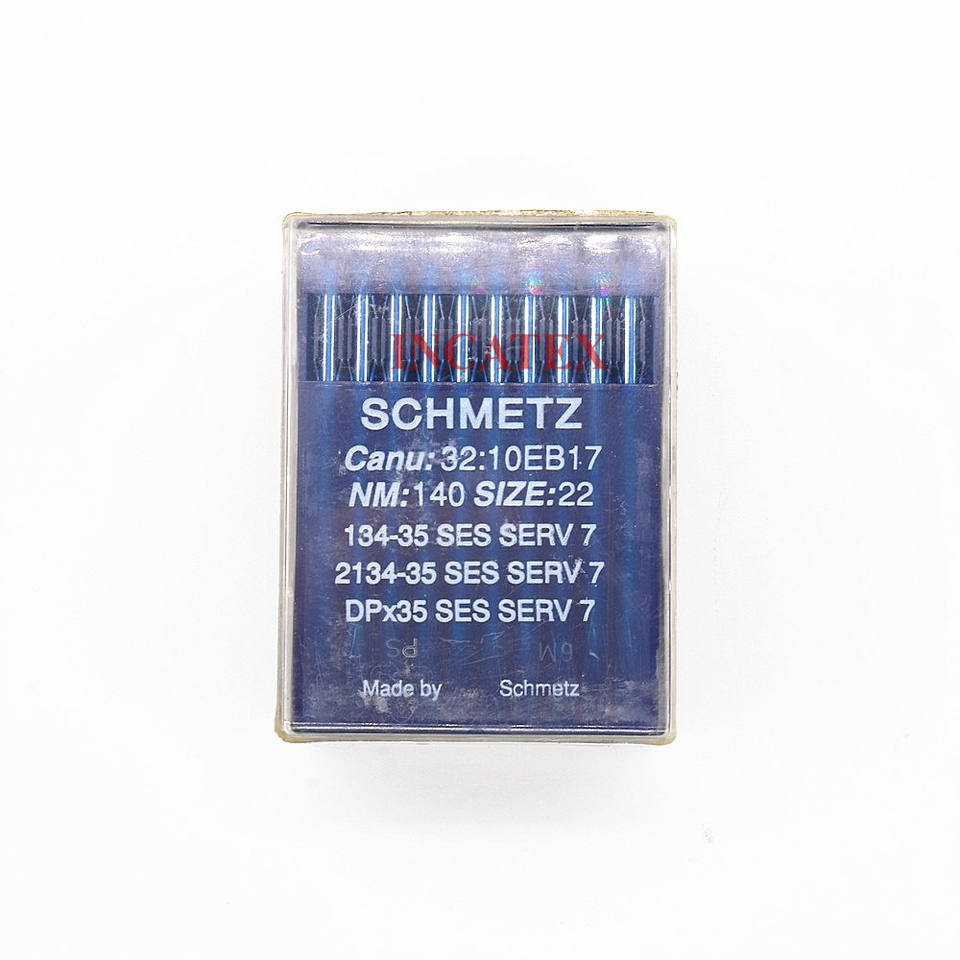 INCATEX
SCHMETZ
Canu: 32:10EB17
NM:140 SIZE:22
134-35 SES SERV 7
2134-35 SES SERV 7
DPx35 SES SERV 7
Made by Schmetz